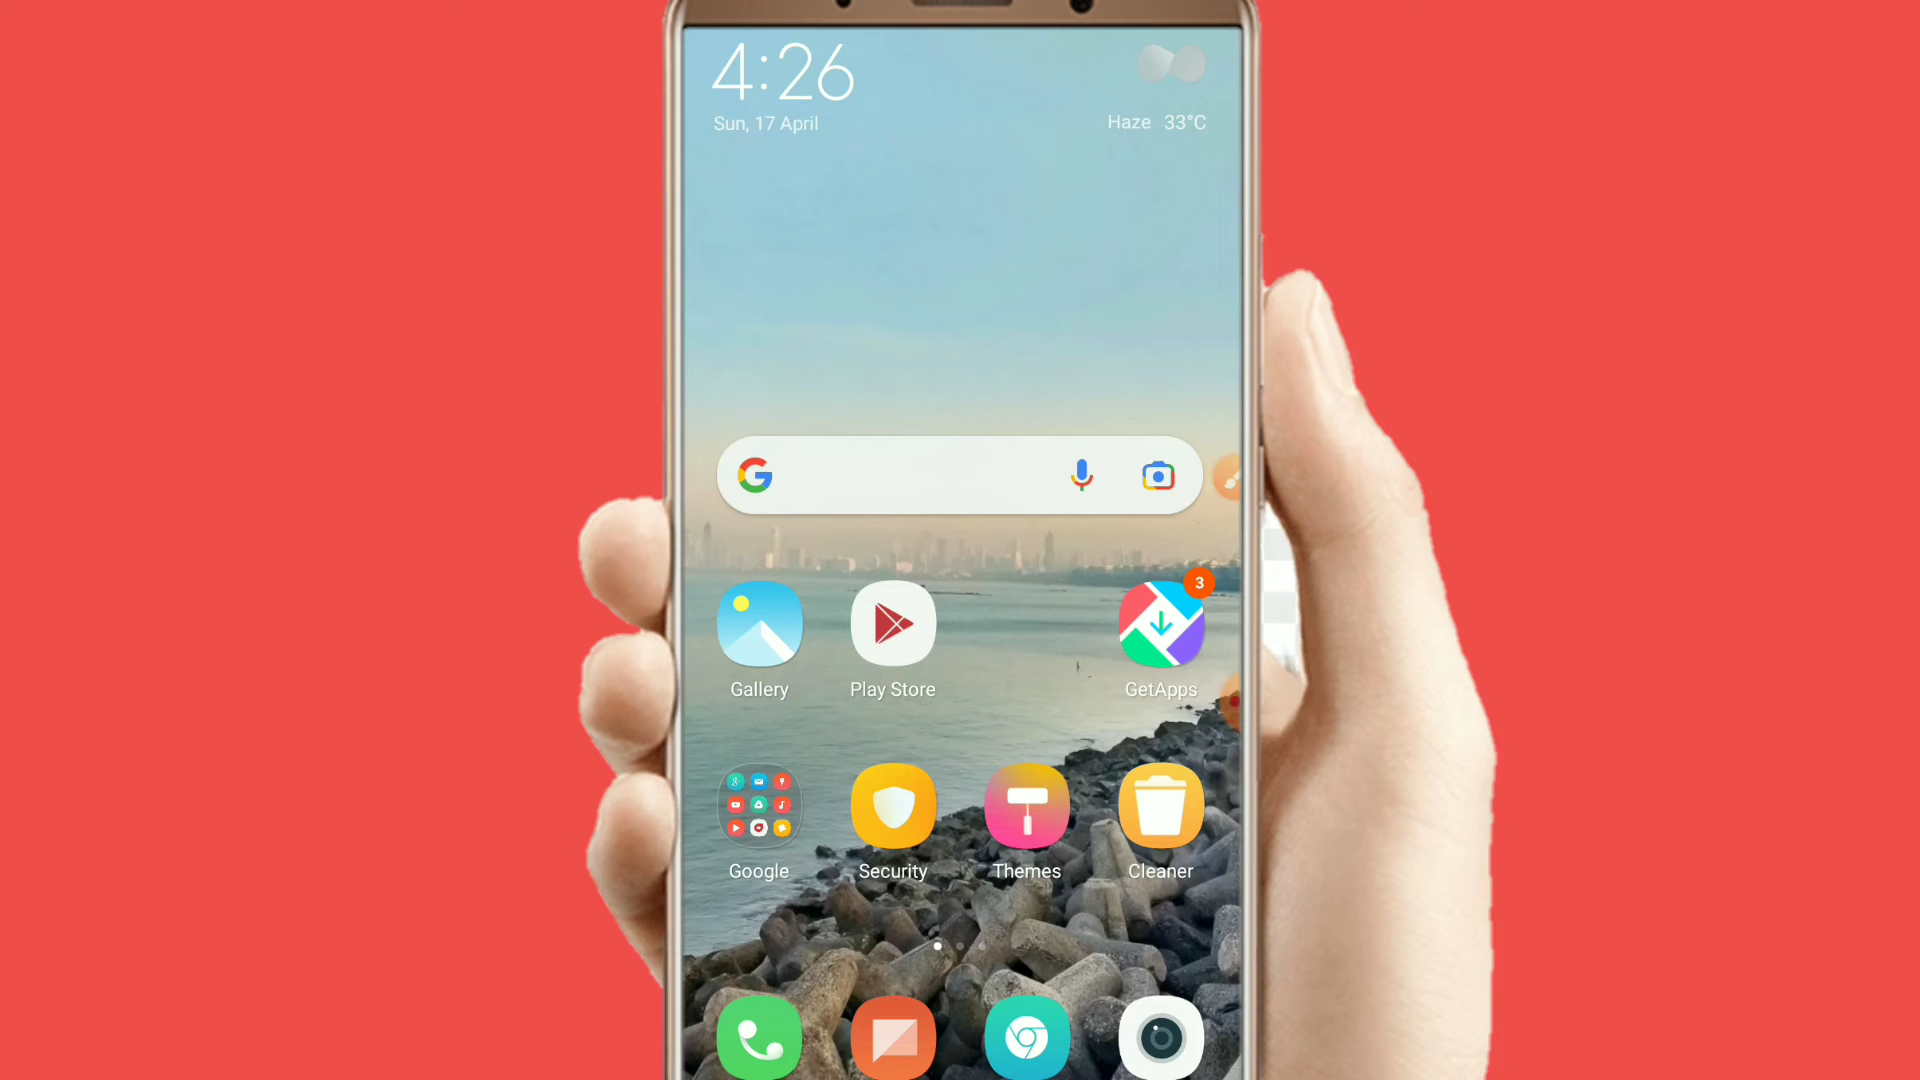 4:26
Sun, 17 April
Haze 33°C
3
Gallery
Play Store
GetApps
Google
Security
Themes
Cleaner